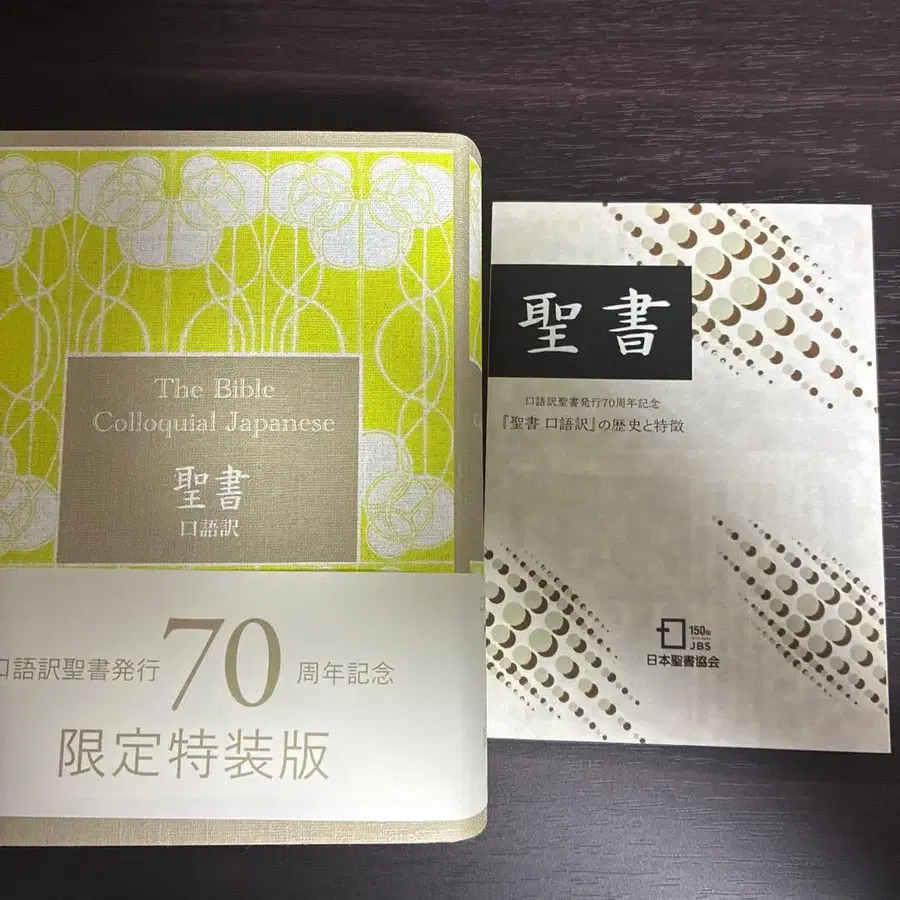 The Bible
Colloquial Japanese
聖書
口語訳
口語訳聖書発行70周年記念
限定特装版
聖書
口語訳聖書発行70周年記念
『聖書 口語訳』の歴史と特徴
150th
JBS
日本聖書協会